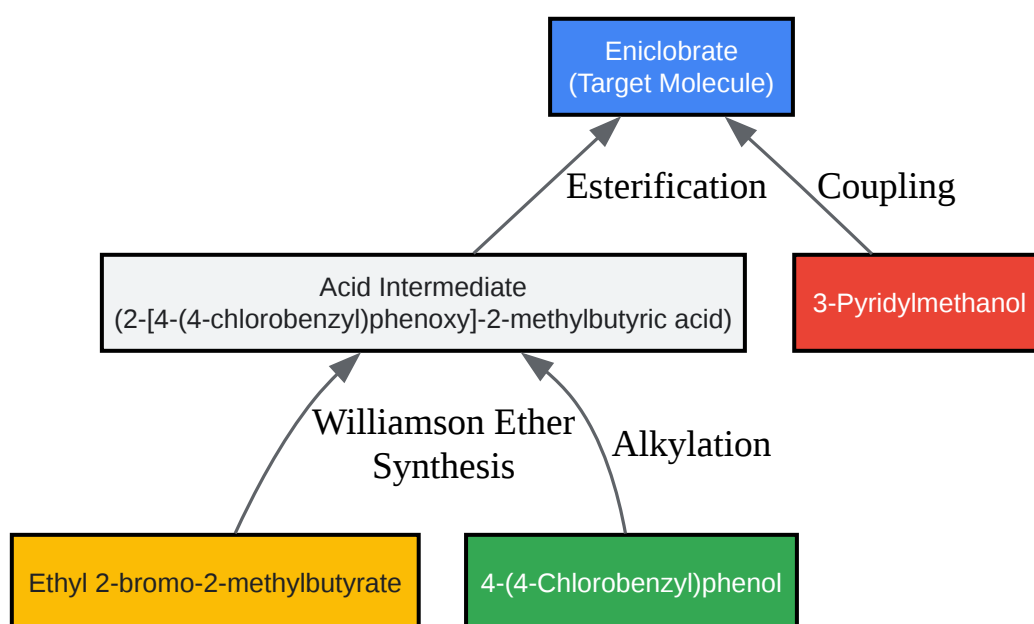 Eniclobrate
(Target Molecule)
Esterification
Coupling
Acid Intermediate
(2-[4-(4-chlorobenzyl)phenoxy]-2-methylbutyric acid)
3-Pyridylmethanol
Williamson Ether
Synthesis
Alkylation
Ethyl 2-bromo-2-methylbutyrate
4-(4-Chlorobenzyl)phenol